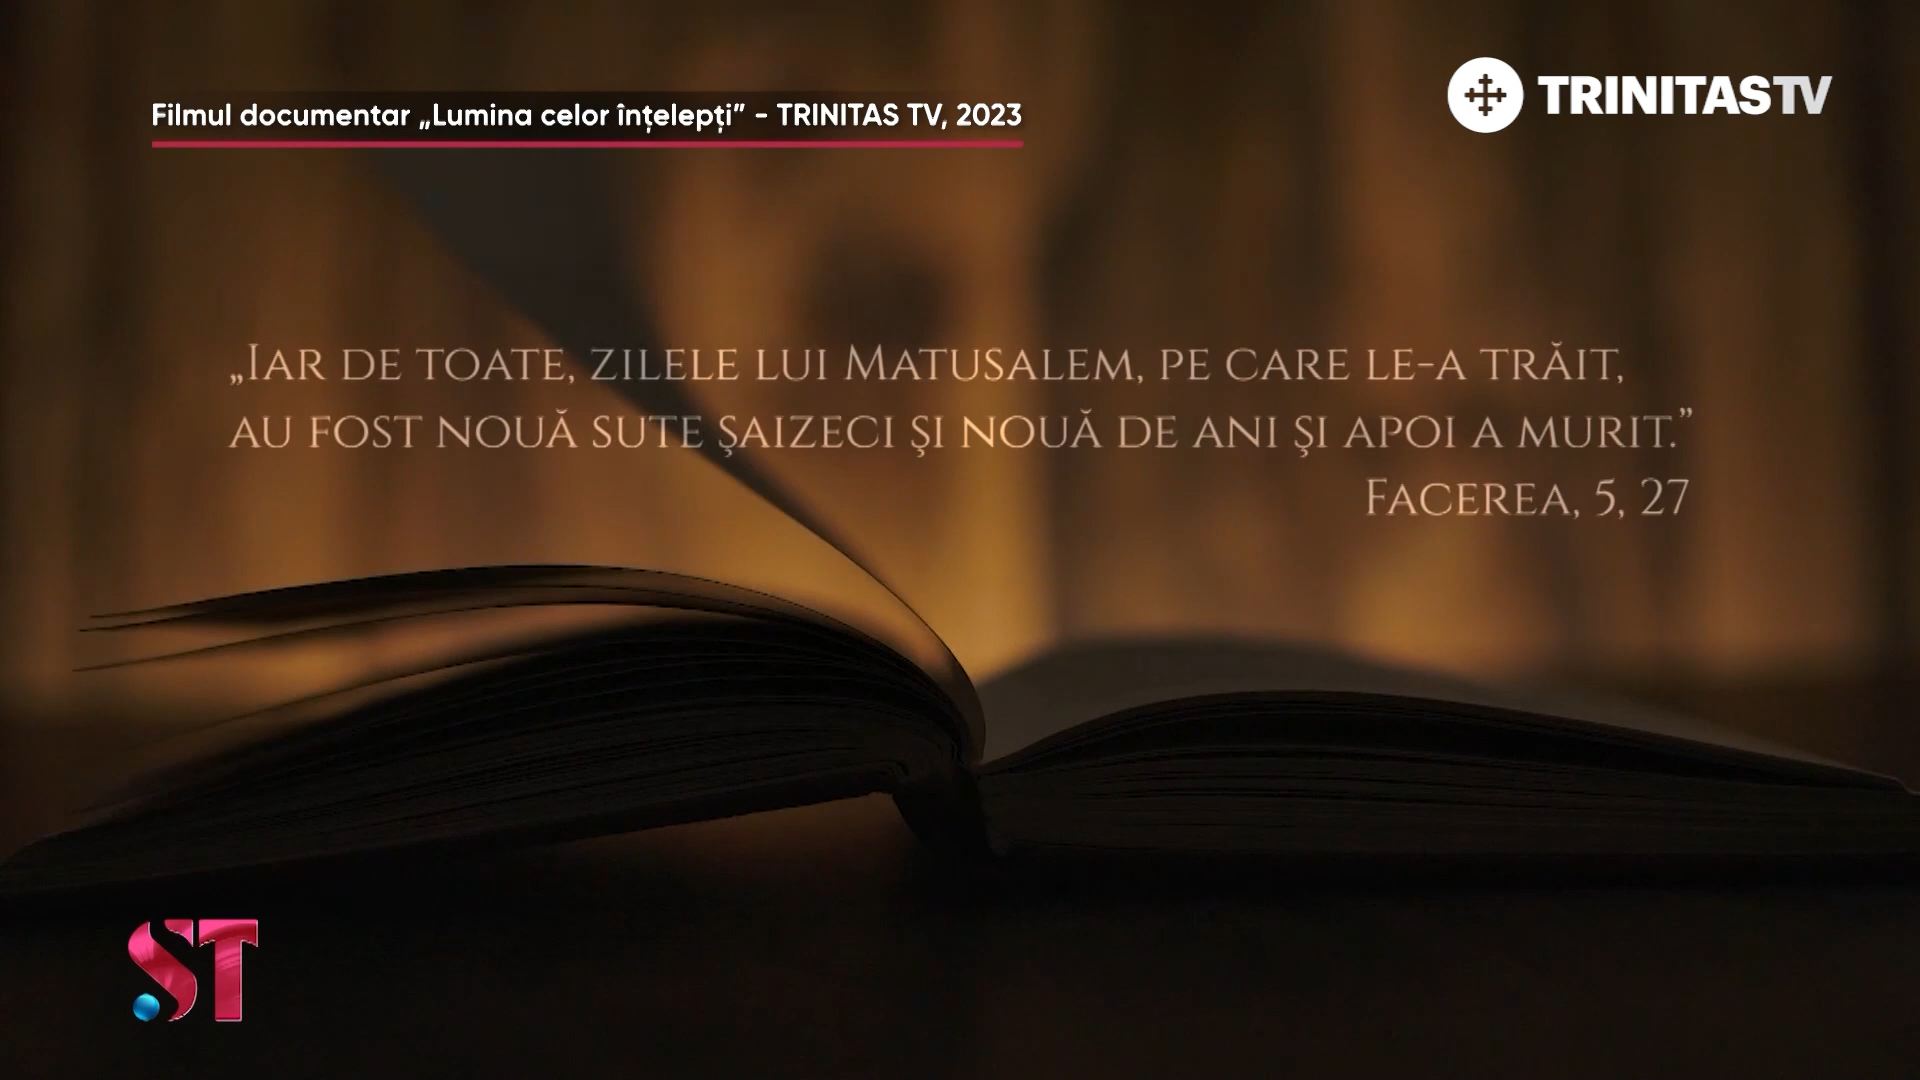 Filmul documentar „Lumina celor înțelepți” - TRINITAS TV, 2023
TRINITASTV
„Iar de toate, zilele lui Matusalem, pe care le-a trăit,
au fost nouă sute şaizeci şi nouă de ani şi apoi a murit.”
Facerea, 5, 27
ST